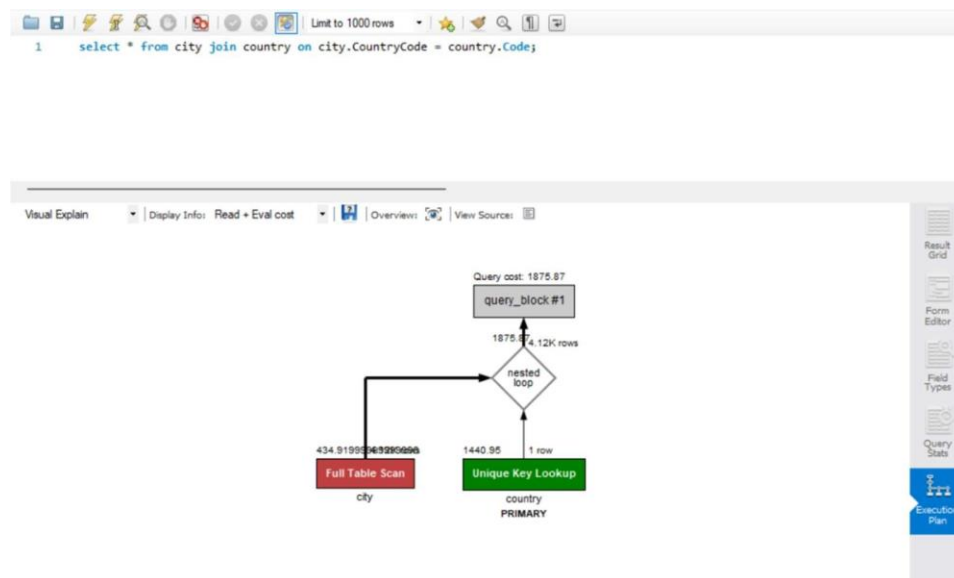 Limit to 1000 rows
1 select * from city join country on city.CountryCode = country.Code;
Visual Explain Display Info: Read + Eval cost Overview: View Source:
Result
Grid
Form
Editor
Field
Types
Query
Stats
Execution
Plan
Query cost: 1875.87
query_block #1
4.12K rows
nested
loop
1440.95 1 row
Full Table Scan Unique Key Lookup
city country
PRIMARY